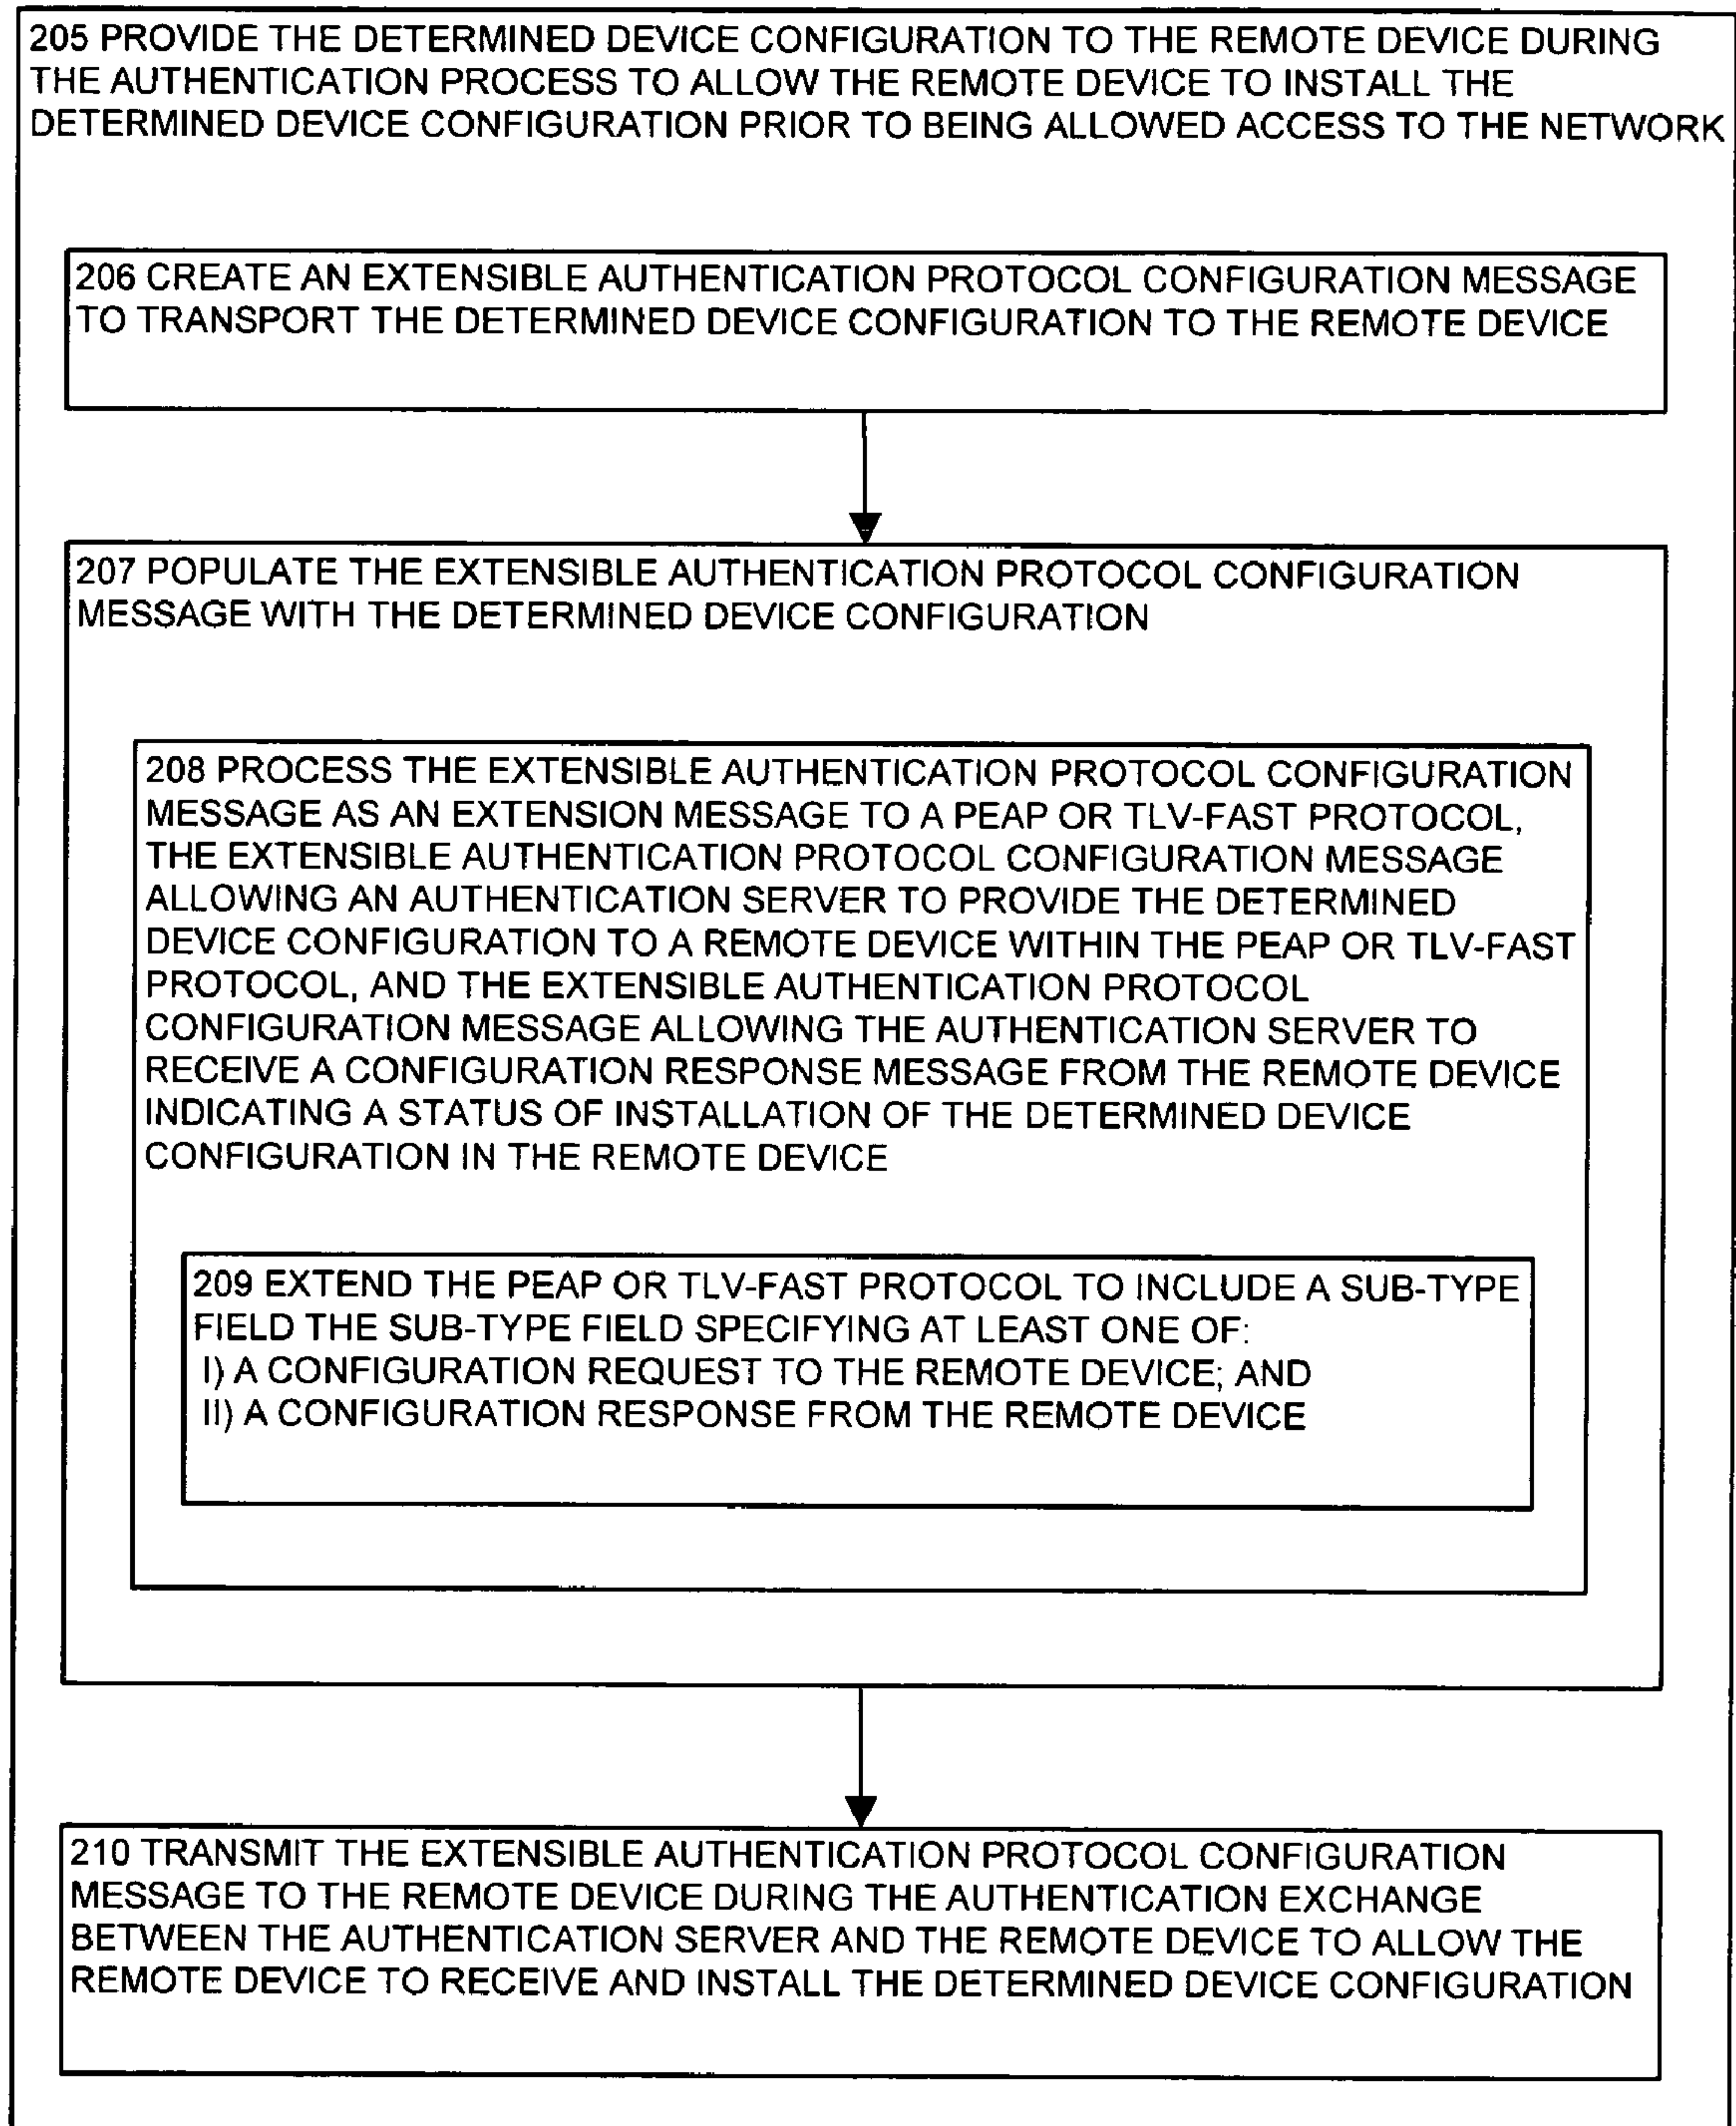 205 PROVIDE THE DETERMINED DEVICE CONFIGURATION TO THE REMOTE DEVICE DURING
THE AUTHENTICATION PROCESS TO ALLOW THE REMOTE DEVICE TO INSTALL THE
DETERMINED DEVICE CONFIGURATION PRIOR TO BEING ALLOWED ACCESS TO THE NETWORK
206 CREATE AN EXTENSIBLE AUTHENTICATION PROTOCOL CONFIGURATION MESSAGE
TO TRANSPORT THE DETERMINED DEVICE CONFIGURATION TO THE REMOTE DEVICE
207 POPULATE THE EXTENSIBLE AUTHENTICATION PROTOCOL CONFIGURATION
MESSAGE WITH THE DETERMINED DEVICE CONFIGURATION
208 PROCESS THE EXTENSIBLE AUTHENTICATION PROTOCOL CONFIGURATION
MESSAGE AS AN EXTENSION MESSAGE TO A PEAP OR TLV-FAST PROTOCOL,
THE EXTENSIBLE AUTHENTICATION PROTOCOL CONFIGURATION MESSAGE
ALLOWING AN AUTHENTICATION SERVER TO PROVIDE THE DETERMINED
DEVICE CONFIGURATION TO A REMOTE DEVICE WITHIN THE PEAP OR TLV-FAST
PROTOCOL, AND THE EXTENSIBLE AUTHENTICATION PROTOCOL
CONFIGURATION MESSAGE ALLOWING THE AUTHENTICATION SERVER TO
RECEIVE A CONFIGURATION RESPONSE MESSAGE FROM THE REMOTE DEVICE
INDICATING A STATUS OF INSTALLATION OF THE DETERMINED DEVICE
CONFIGURATION IN THE REMOTE DEVICE
209 EXTEND THE PEAP OR TLV-FAST PROTOCOL TO INCLUDE A SUB-TYPE
FIELD THE SUB-TYPE FIELD SPECIFYING AT LEAST ONE OF:
I) A CONFIGURATION REQUEST TO THE REMOTE DEVICE; AND
II) A CONFIGURATION RESPONSE FROM THE REMOTE DEVICE
210 TRANSMIT THE EXTENSIBLE AUTHENTICATION PROTOCOL CONFIGURATION
MESSAGE TO THE REMOTE DEVICE DURING THE AUTHENTICATION EXCHANGE
BETWEEN THE AUTHENTICATION SERVER AND THE REMOTE DEVICE TO ALLOW THE
REMOTE DEVICE TO RECEIVE AND INSTALL THE DETERMINED DEVICE CONFIGURATION